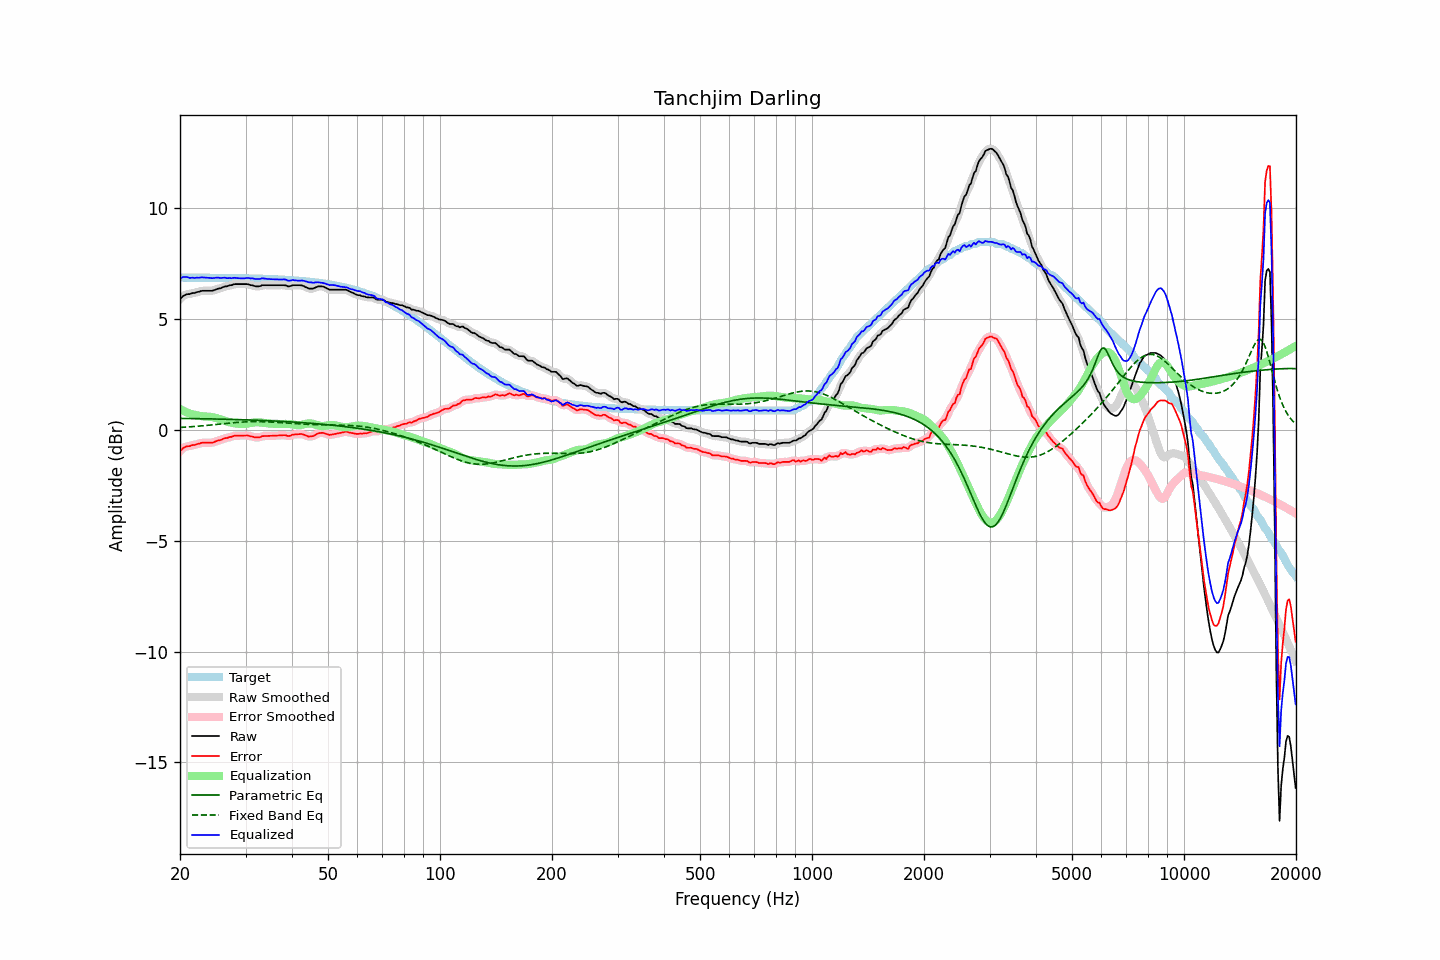 Tanchjim Darling
Amplitude (dBr)
10
5
0
−5
−10
−15
Target
Raw Smoothed
Error Smoothed
Raw
Error
Equalization
Parametric Eq
Fixed Band Eq
Equalized
20 50 100 200 500 1000 2000 5000 10000 20000
Frequency (Hz)